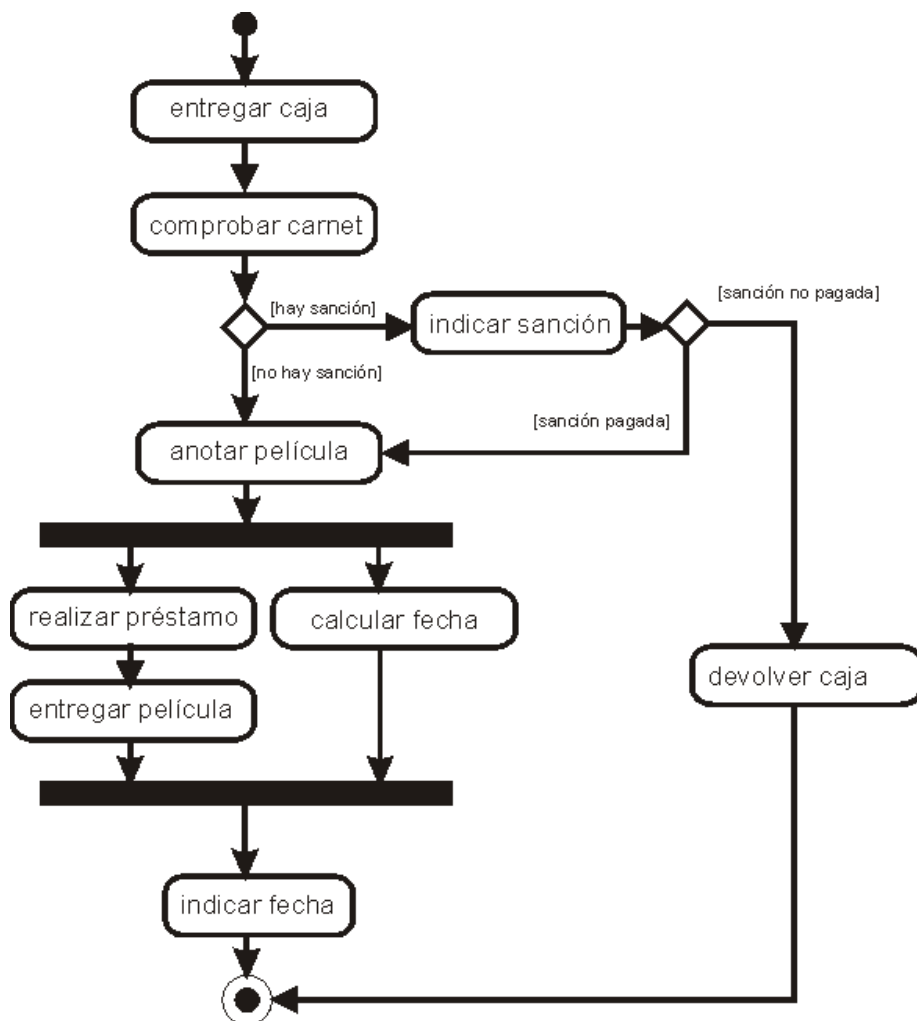 entregar caja
comprobar carnet
[hay sanción]
indicar sanción
[sanción no pagada]
[no hay sanción]
[sanción pagada]
anotar película
realizar préstamo
calcular fecha
entregar película
devolver caja
indicar fecha